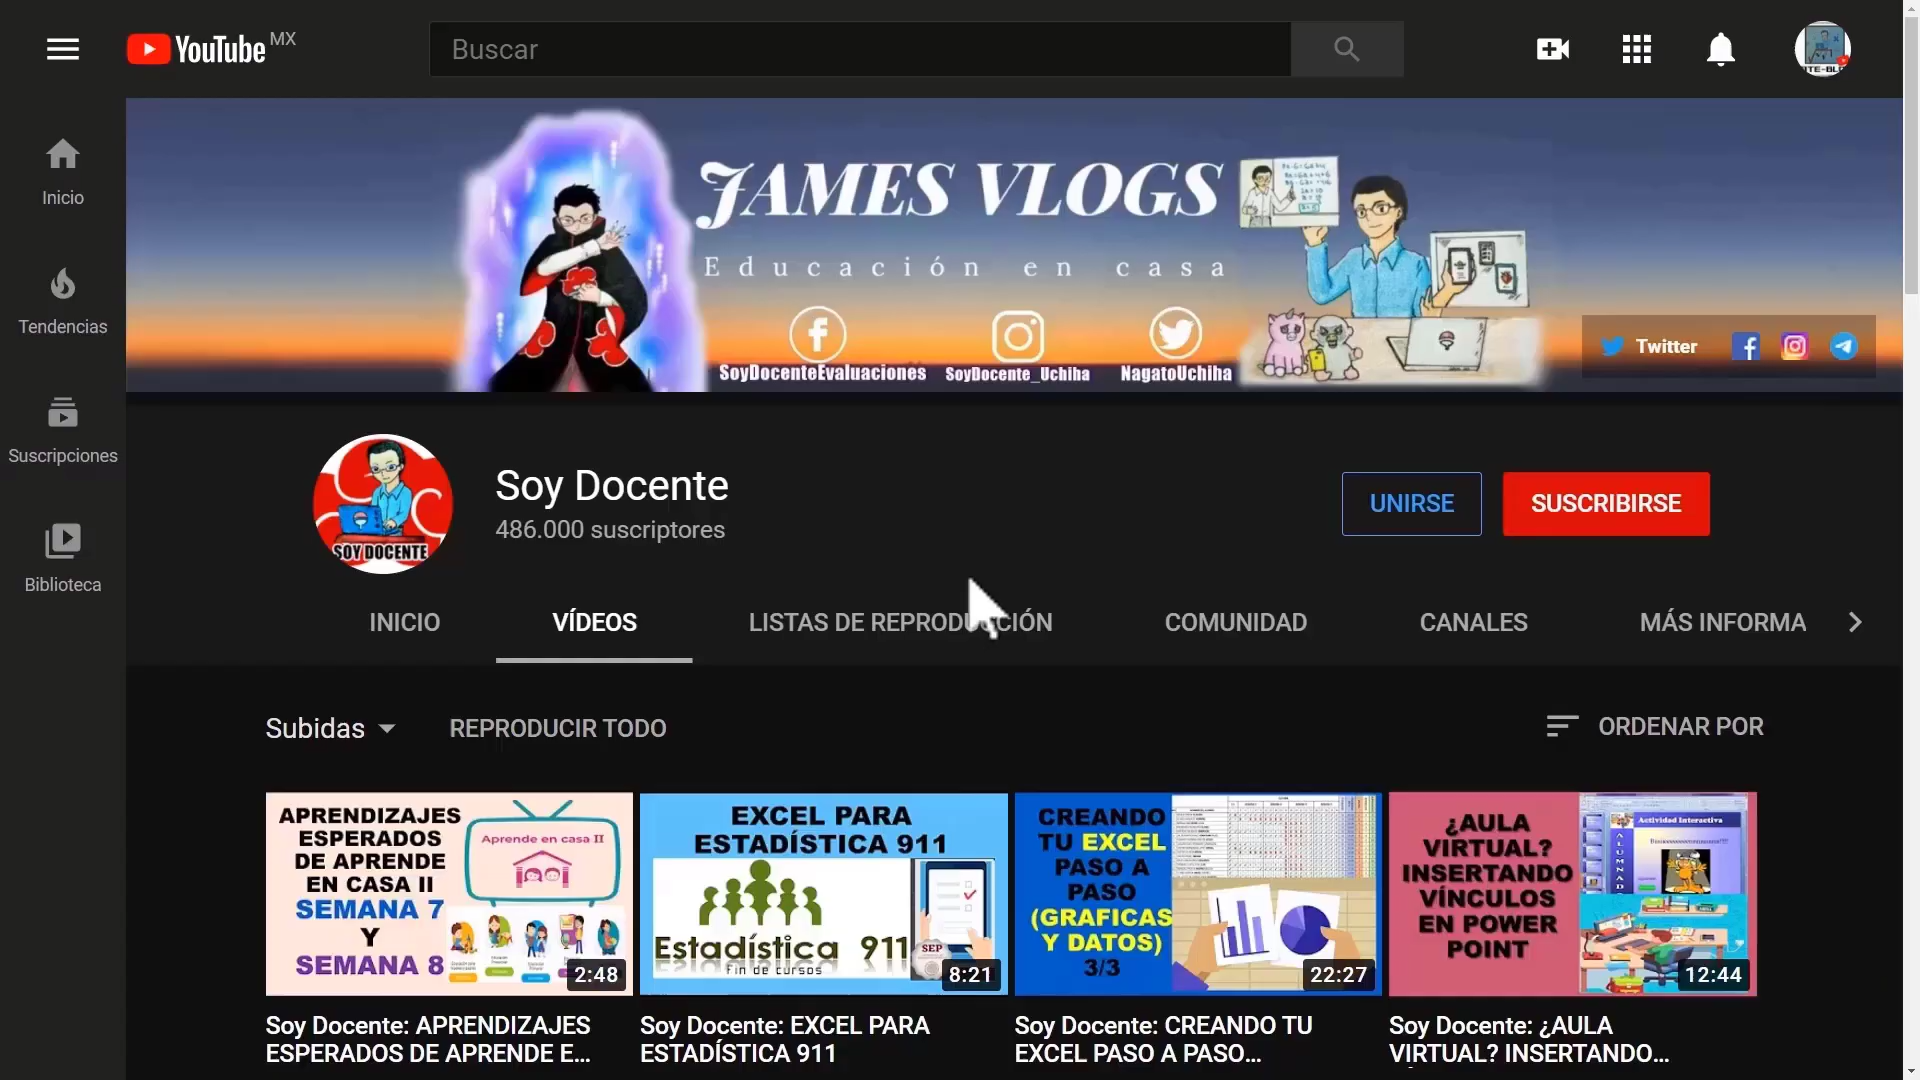 YouTube MX
Buscar
Inicio
Tendencias
Suscripciones
Biblioteca
JAMES VLOGS
Educación en casa
SoyDocenteEvaluaciones
SoyDocente_Uchiha
NagatoUchiha
Twitter
SOY DOCENTE
Soy Docente
486.000 suscriptores
UNIRSE
SUSCRIBIRSE
INICIO
VÍDEOS
LISTAS DE REPRODUCCIÓN
COMUNIDAD
CANALES
MÁS INFORMA
Subidas
REPRODUCIR TODO
ORDENAR POR
APRENDIZAJES
ESPERADOS
DE APRENDE
EN CASA II
SEMANA 7
Y
SEMANA 8
Aprende en casa II
2:48
EXCEL PARA
ESTADÍSTICA 911
Estadística 911
Fin de cursos
SEP
8:21
CREANDO
TU EXCEL
PASO A
PASO
(GRAFICAS
Y DATOS)
3/3
22:27
¿AULA
VIRTUAL?
INSERTANDO
VÍNCULOS
EN POWER
POINT
Actividad Interactiva
ALUMNAD
12:44
Soy Docente: APRENDIZAJES
ESPERADOS DE APRENDE E...
Soy Docente: EXCEL PARA
ESTADÍSTICA 911
Soy Docente: CREANDO TU
EXCEL PASO A PASO...
Soy Docente: ¿AULA
VIRTUAL? INSERTANDO...